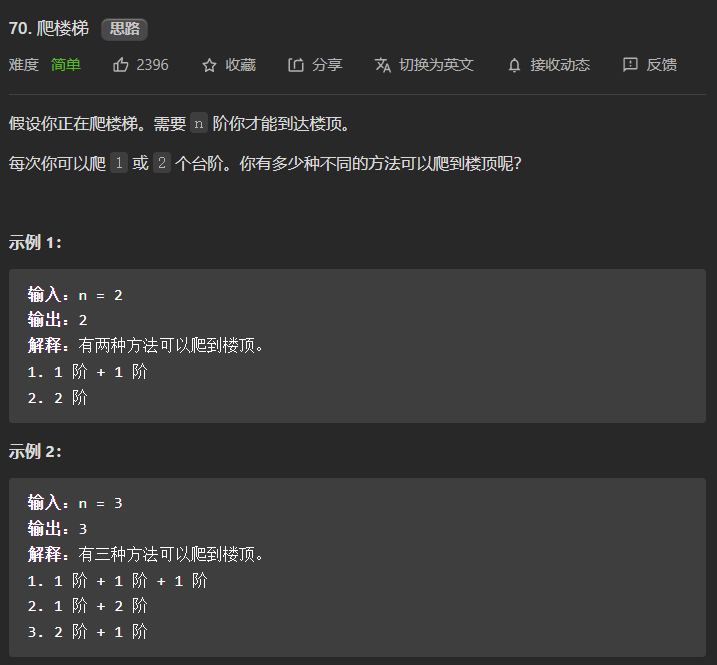 70. 爬楼梯 思路
难度 简单 2396 收藏 分享 切换为英文 接收动态 反馈
假设你正在爬楼梯。需要 n 阶你才能到达楼顶。
每次你可以爬 1 或 2 个台阶。你有多少种不同的方法可以爬到楼顶呢？
示例 1：
输入：n = 2
输出：2
解释：有两种方法可以爬到楼顶。
1. 1 阶 + 1 阶
2. 2 阶
示例 2：
输入：n = 3
输出：3
解释：有三种方法可以爬到楼顶。
1. 1 阶 + 1 阶 + 1 阶
2. 1 阶 + 2 阶
3. 2 阶 + 1 阶